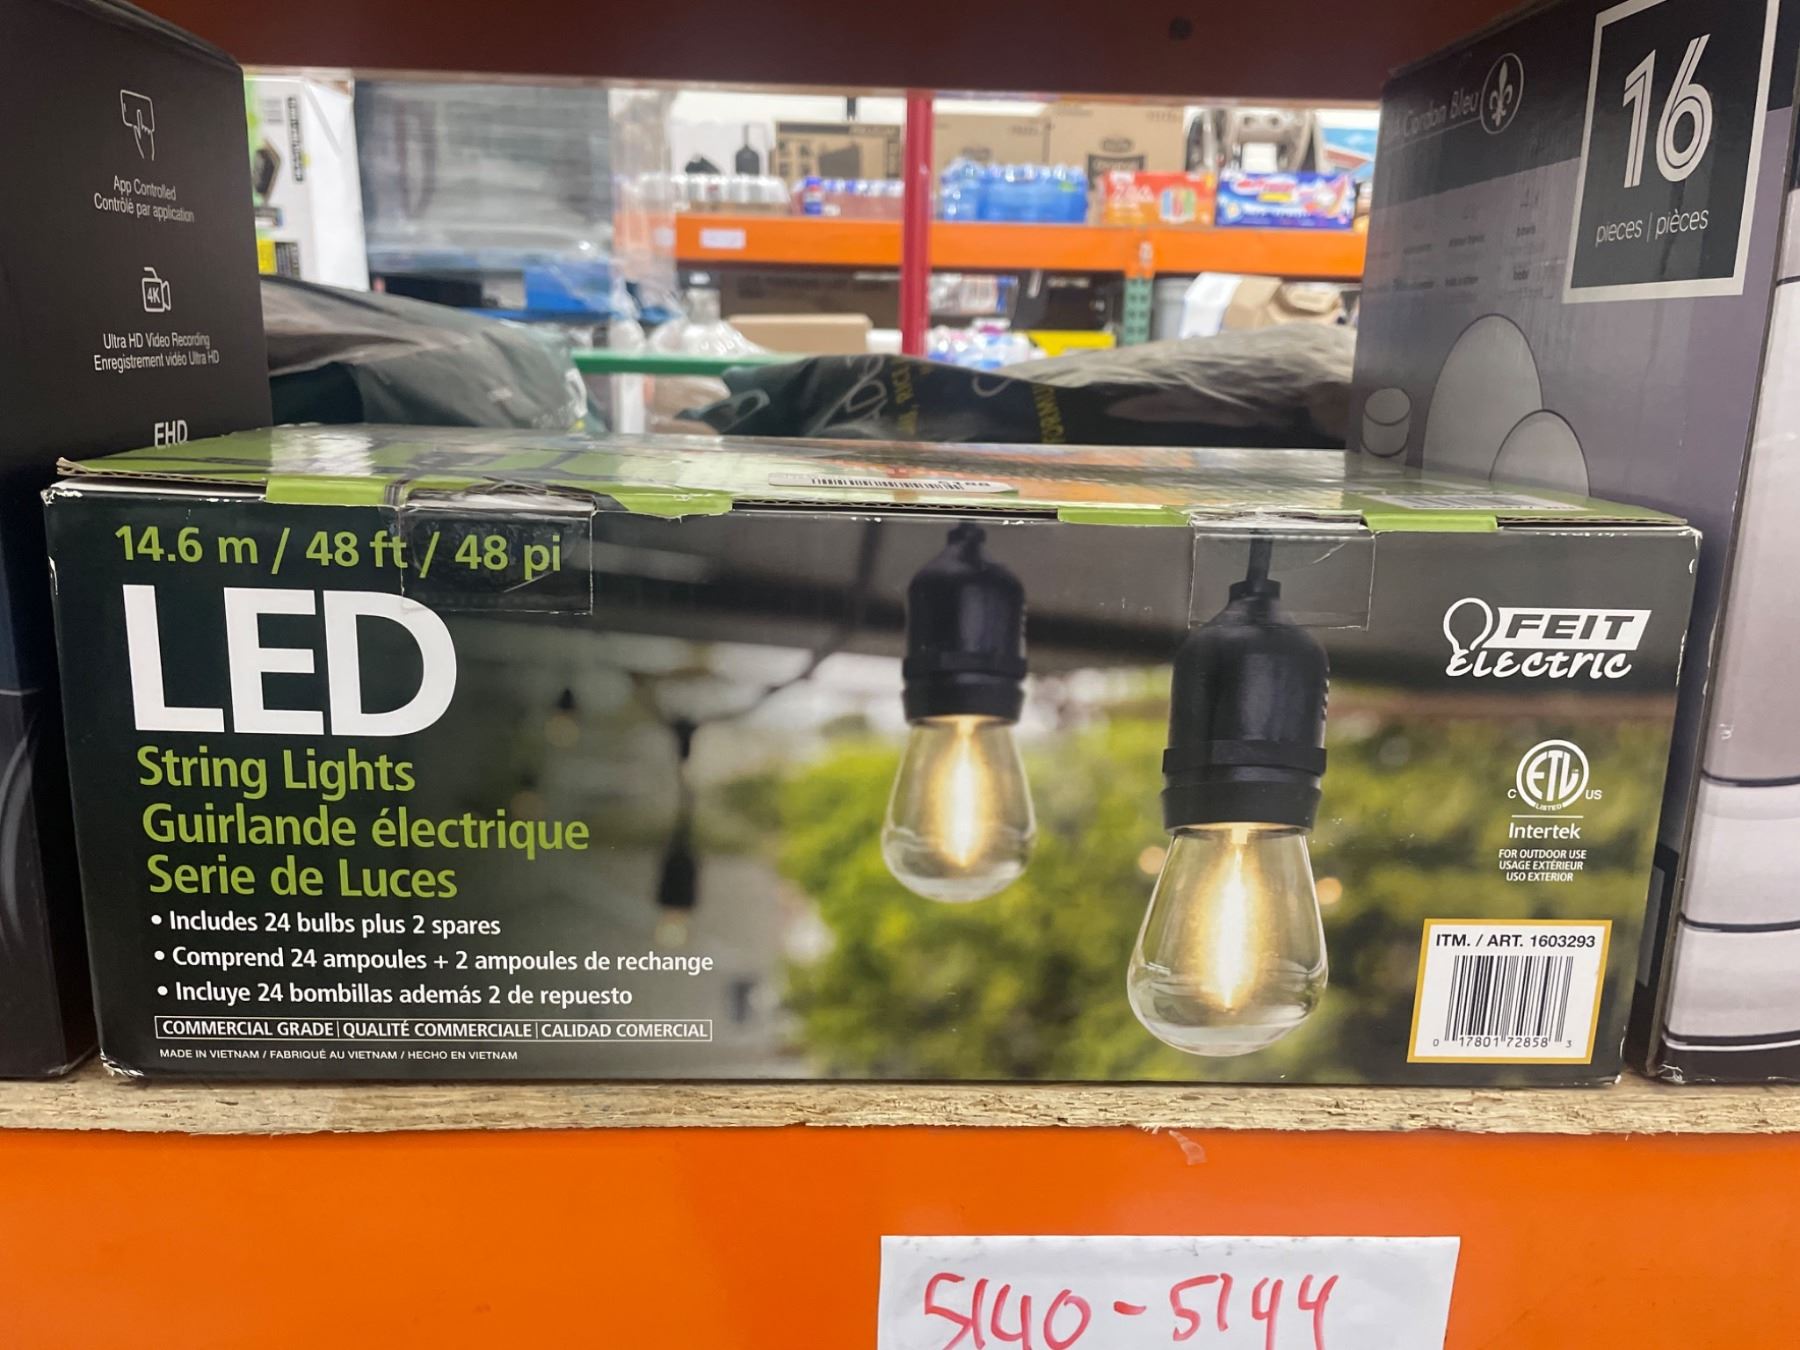 App Controlled
Contrôlé par application
4K
Ultra HD Video Recording
Enregistrement vidéo Ultra HD
FHD
Cordon Bleu
16
pieces | pièces
14.6 m / 48 ft / 48 pi
LED
String Lights
Guirlande électrique
Serie de Luces
• Includes 24 bulbs plus 2 spares
• Comprend 24 ampoules + 2 ampoules de rechange
• Incluye 24 bombillas además 2 de repuesto
COMMERCIAL GRADE | QUALITÉ COMMERCIALE | CALIDAD COMERCIAL
MADE IN VIETNAM / FABRIQUÉ AU VIETNAM / HECHO EN VIETNAM
FEIT
ELECTRIC
C ETL US
LISTED
Intertek
FOR OUTDOOR USE
USAGE EXTÉRIEUR
USO EXTERIOR
ITM. / ART. 1603293
0 17801 72858 3
5140-5144